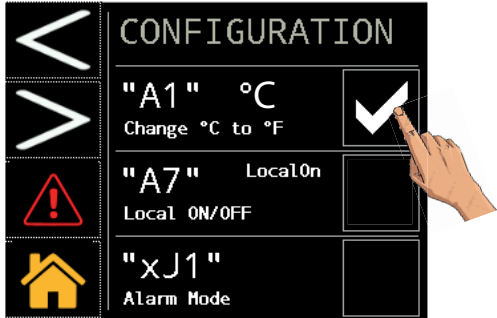 CONFIGURATION
"A1" °C
Change °C to °F
"A7" LocalOn
Local ON/OFF
"xJ1"
Alarm Mode